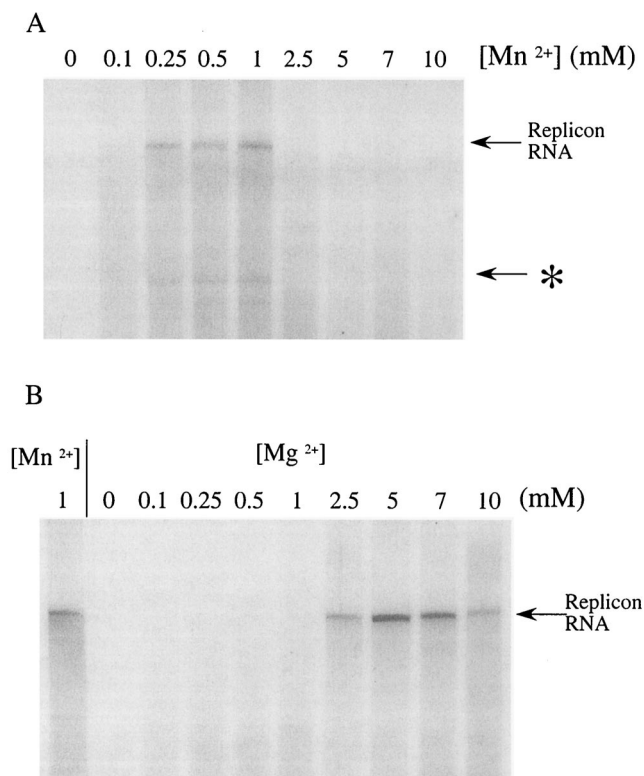 A
0 0.1 0.25 0.5 1 2.5 5 7 10 [Mn 2+] (mM)
Replicon
RNA
*
B
[Mn 2+] [Mg 2+]
1 0 0.1 0.25 0.5 1 2.5 5 7 10 (mM)
Replicon
RNA